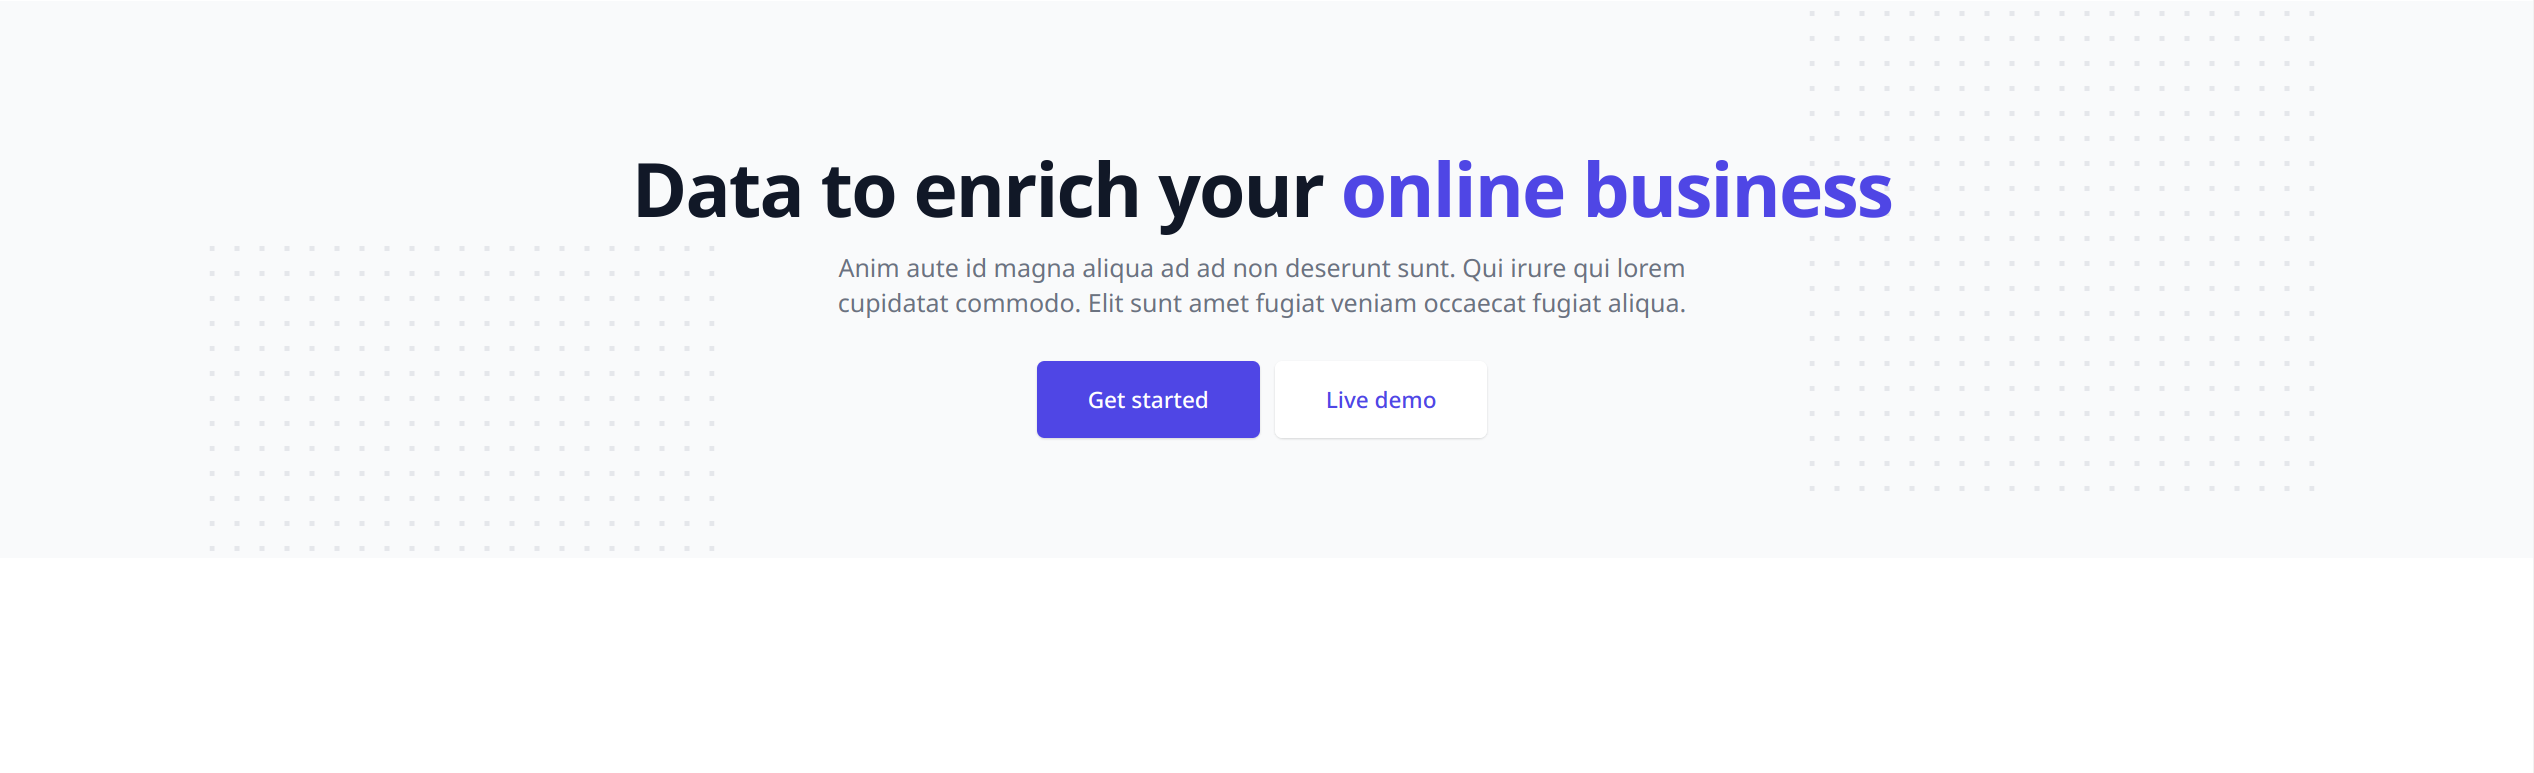 Data to enrich your online business
Anim aute id magna aliqua ad ad non deserunt sunt. Qui irure qui lorem
cupidatat commodo. Elit sunt amet fugiat veniam occaecat fugiat aliqua.
Get started
Live demo